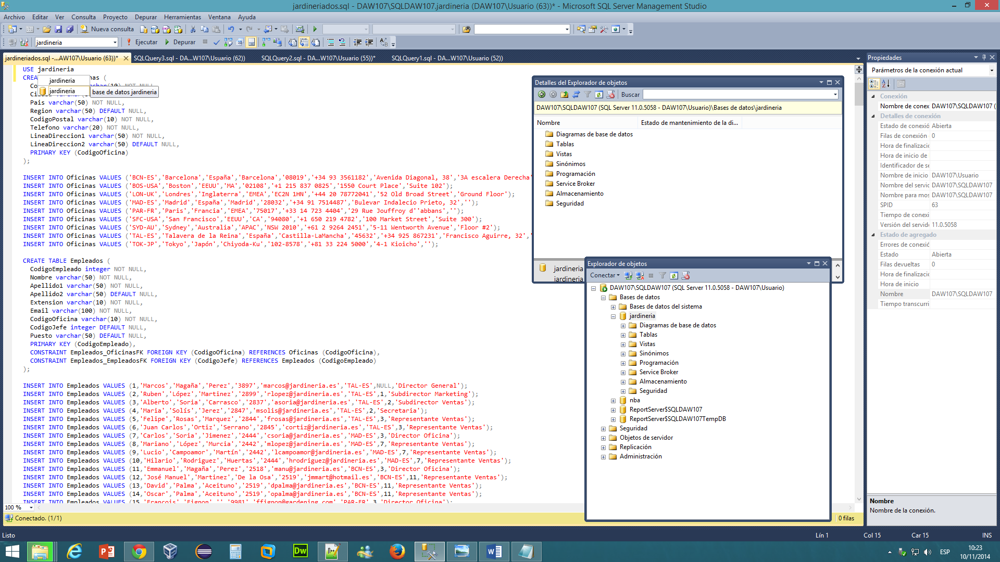 jardineriados.sql - DAW107\SQLDAW107.jardineria (DAW107\Usuario (63))* - Microsoft SQL Server Management Studio
Archivo Editar Ver Consulta Proyecto Depurar Herramientas Ventana Ayuda
Nueva consulta
jardineria Ejecutar Depurar
jardineriados.sql -...AW107\Usuario (63))* SQLQuery3.sql - DA...W107\Usuario (62)) SQLQuery2.sql - DA...W107\Usuario (55))* SQLQuery1.sql - DA...W107\Usuario (52))
USE jardineria
jardineria
jardineria
base de datos jardineria
Pais varchar(50) NOT NULL,
Region varchar(50) DEFAULT NULL,
CodigoPostal varchar(10) NOT NULL,
Telefono varchar(20) NOT NULL,
LineaDireccion1 varchar(50) NOT NULL,
LineaDireccion2 varchar(50) DEFAULT NULL,
PRIMARY KEY (CodigoOficina)
);
INSERT INTO Oficinas VALUES ('BCN-ES','Barcelona','España','Barcelona','08019','+34 93 3561182','Avenida Diagonal, 38','3A escalera Derecha'
INSERT INTO Oficinas VALUES ('BOS-USA','Boston','EEUU','MA','02108','+1 215 837 0825','1550 Court Place','Suite 102');
INSERT INTO Oficinas VALUES ('LON-UK','Londres','Inglaterra','EMEA','EC2N 1HN','+44 20 78772041','52 Old Broad Street','Ground Floor');
INSERT INTO Oficinas VALUES ('MAD-ES','Madrid','España','Madrid','28032','+34 91 7514487','Bulevar Indalecio Prieto, 32','');
INSERT INTO Oficinas VALUES ('PAR-FR','Paris','Francia','EMEA','75017','+33 14 723 4404','29 Rue Jouffroy d''abbans','');
INSERT INTO Oficinas VALUES ('SFC-USA','San Francisco','EEUU','CA','94080','+1 650 219 4782','100 Market Street','Suite 300');
INSERT INTO Oficinas VALUES ('SYD-AU','Sydney','Australia','APAC','NSW 2010','+61 2 9264 2451','5-11 Wentworth Avenue','Floor #2');
INSERT INTO Oficinas VALUES ('TAL-ES','Talavera de la Reina','España','Castilla-LaMancha','45632','+34 925 867231','Francisco Aguirre, 32','
INSERT INTO Oficinas VALUES ('TOK-JP','Tokyo','Japón','Chiyoda-Ku','102-8578','+81 33 224 5000','4-1 Kioicho','');
CREATE TABLE Empleados (
CodigoEmpleado integer NOT NULL,
Nombre varchar(50) NOT NULL,
Apellido1 varchar(50) NOT NULL,
Apellido2 varchar(50) DEFAULT NULL,
Extension varchar(10) NOT NULL,
Email varchar(100) NOT NULL,
CodigoOficina varchar(10) NOT NULL,
CodigoJefe integer DEFAULT NULL,
Puesto varchar(50) DEFAULT NULL,
PRIMARY KEY (CodigoEmpleado),
CONSTRAINT Empleados_OficinasFK FOREIGN KEY (CodigoOficina) REFERENCES Oficinas (CodigoOficina),
CONSTRAINT Empleados_EmpleadosFK FOREIGN KEY (CodigoJefe) REFERENCES Empleados (CodigoEmpleado)
);
INSERT INTO Empleados VALUES (1,'Marcos','Magaña','Perez','3897','marcos@jardineria.es','TAL-ES',NULL,'Director General');
INSERT INTO Empleados VALUES (2,'Ruben','López','Martinez','2899','rlopez@jardineria.es','TAL-ES',1,'Subdirector Marketing');
INSERT INTO Empleados VALUES (3,'Alberto','Soria','Carrasco','2837','asoria@jardineria.es','TAL-ES',2,'Subdirector Ventas');
INSERT INTO Empleados VALUES (4,'Maria','Solís','Jerez','2847','msolis@jardineria.es','TAL-ES',2,'Secretaria');
INSERT INTO Empleados VALUES (5,'Felipe','Rosas','Marquez','2844','frosas@jardineria.es','TAL-ES',3,'Representante Ventas');
INSERT INTO Empleados VALUES (6,'Juan Carlos','Ortiz','Serrano','2845','cortiz@jardineria.es','TAL-ES',3,'Representante Ventas');
INSERT INTO Empleados VALUES (7,'Carlos','Soria','Jimenez','2444','csoria@jardineria.es','MAD-ES',3,'Director Oficina');
INSERT INTO Empleados VALUES (8,'Mariano','López','Murcia','2442','mlopez@jardineria.es','MAD-ES',7,'Representante Ventas');
INSERT INTO Empleados VALUES (9,'Lucio','Campoamor','Martín','2442','lcampoamor@jardineria.es','MAD-ES',7,'Representante Ventas');
INSERT INTO Empleados VALUES (10,'Hilario','Rodriguez','Huertas','2444','hrodriguez@jardineria.es','MAD-ES',7,'Representante Ventas');
INSERT INTO Empleados VALUES (11,'Emmanuel','Magaña','Perez','2518','manu@jardineria.es','BCN-ES',3,'Director Oficina');
INSERT INTO Empleados VALUES (12,'José Manuel','Martinez','De la Osa','2519','jmmart@hotmail.es','BCN-ES',11,'Representante Ventas');
INSERT INTO Empleados VALUES (13,'David','Palma','Aceituno','2519','dpalma@jardineria.es','BCN-ES',11,'Representante Ventas');
INSERT INTO Empleados VALUES (14,'Oscar','Palma','Aceituno','2519','opalma@jardineria.es','BCN-ES',11,'Representante Ventas');
INSERT INTO Empleados VALUES (15,'Francois','Fignon','','9981','ffignon@gardening.com','PAR-FR',3,'Director Oficina');
100 %
Conectado. (1/1)
0 filas
Detalles del Explorador de objetos
Buscar
DAW107\SQLDAW107 (SQL Server 11.0.5058 - DAW107\Usuario)\Bases de datos\jardineria
Nombre Estado de mantenimiento de la di...
Diagramas de base de datos
Tablas
Vistas
Sinónimos
Programación
Service Broker
Almacenamiento
Seguridad
jardineria
jardineria
Explorador de objetos
Conectar
DAW107\SQLDAW107 (SQL Server 11.0.5058 - DAW107\Usuario)
Bases de datos
Bases de datos del sistema
jardineria
Diagramas de base de datos
Tablas
Vistas
Sinónimos
Programación
Service Broker
Almacenamiento
Seguridad
nba
ReportServer$SQLDAW107
ReportServer$SQLDAW107TempDB
Seguridad
Objetos de servidor
Replicación
Administración
Propiedades
Parámetros de la conexión actual
Conexión
Nombre de conex DAW107\SQLDAW107 (
Detalles de conexión
Estado de conexió Abierta
Filas de conexión 0
Hora de finalizació
Hora de inicio de
Identificador de se
Nombre de inicio DAW107\Usuario
Nombre del servic DAW107\SQLDAW107
Nombre para mos DAW107\SQLDAW107
SPID 63
Tiempo de conexi
Versión del servid 11.0.5058
Estado de agregado
Errores de conexió
Estado Abierta
Filas devueltas 0
Hora de finalizació
Hora de inicio
Nombre DAW107\SQLDAW107
Tiempo transcurri
Nombre
Nombre de la conexión.
Listo Lín 1 Col 15 Car 15 INS
ESP
10:23
10/11/2014